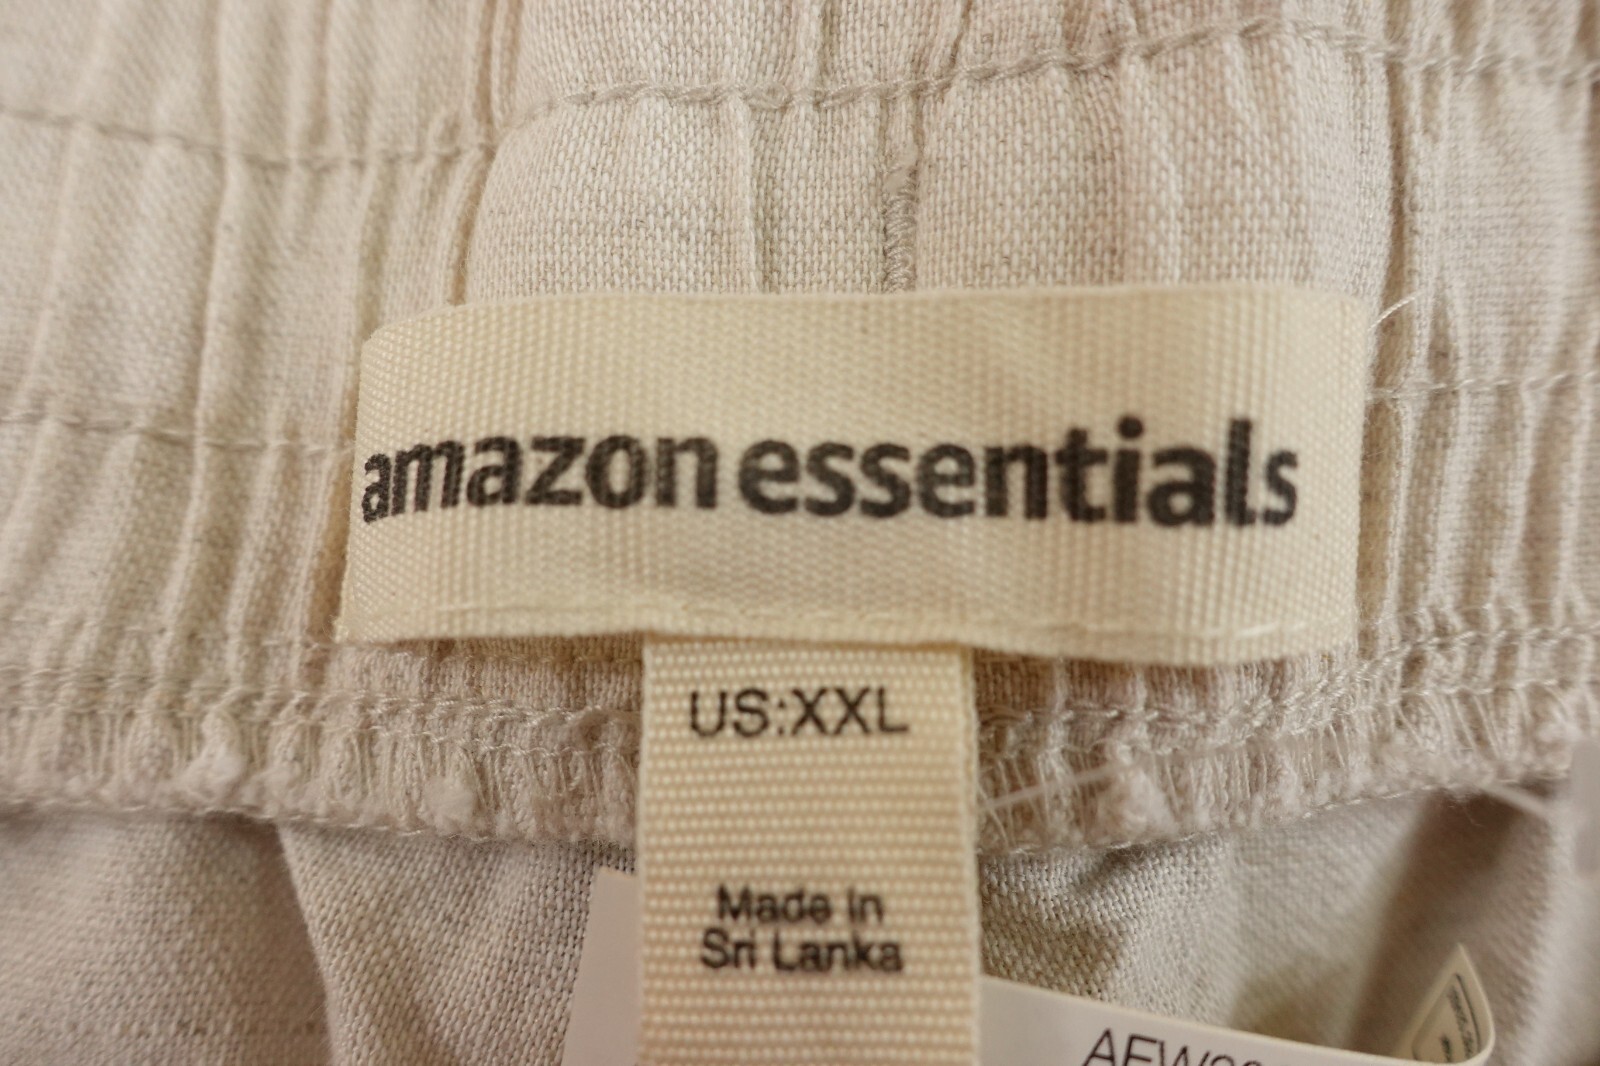 amazon essentials
US:XXL
Made in
Sri Lanka